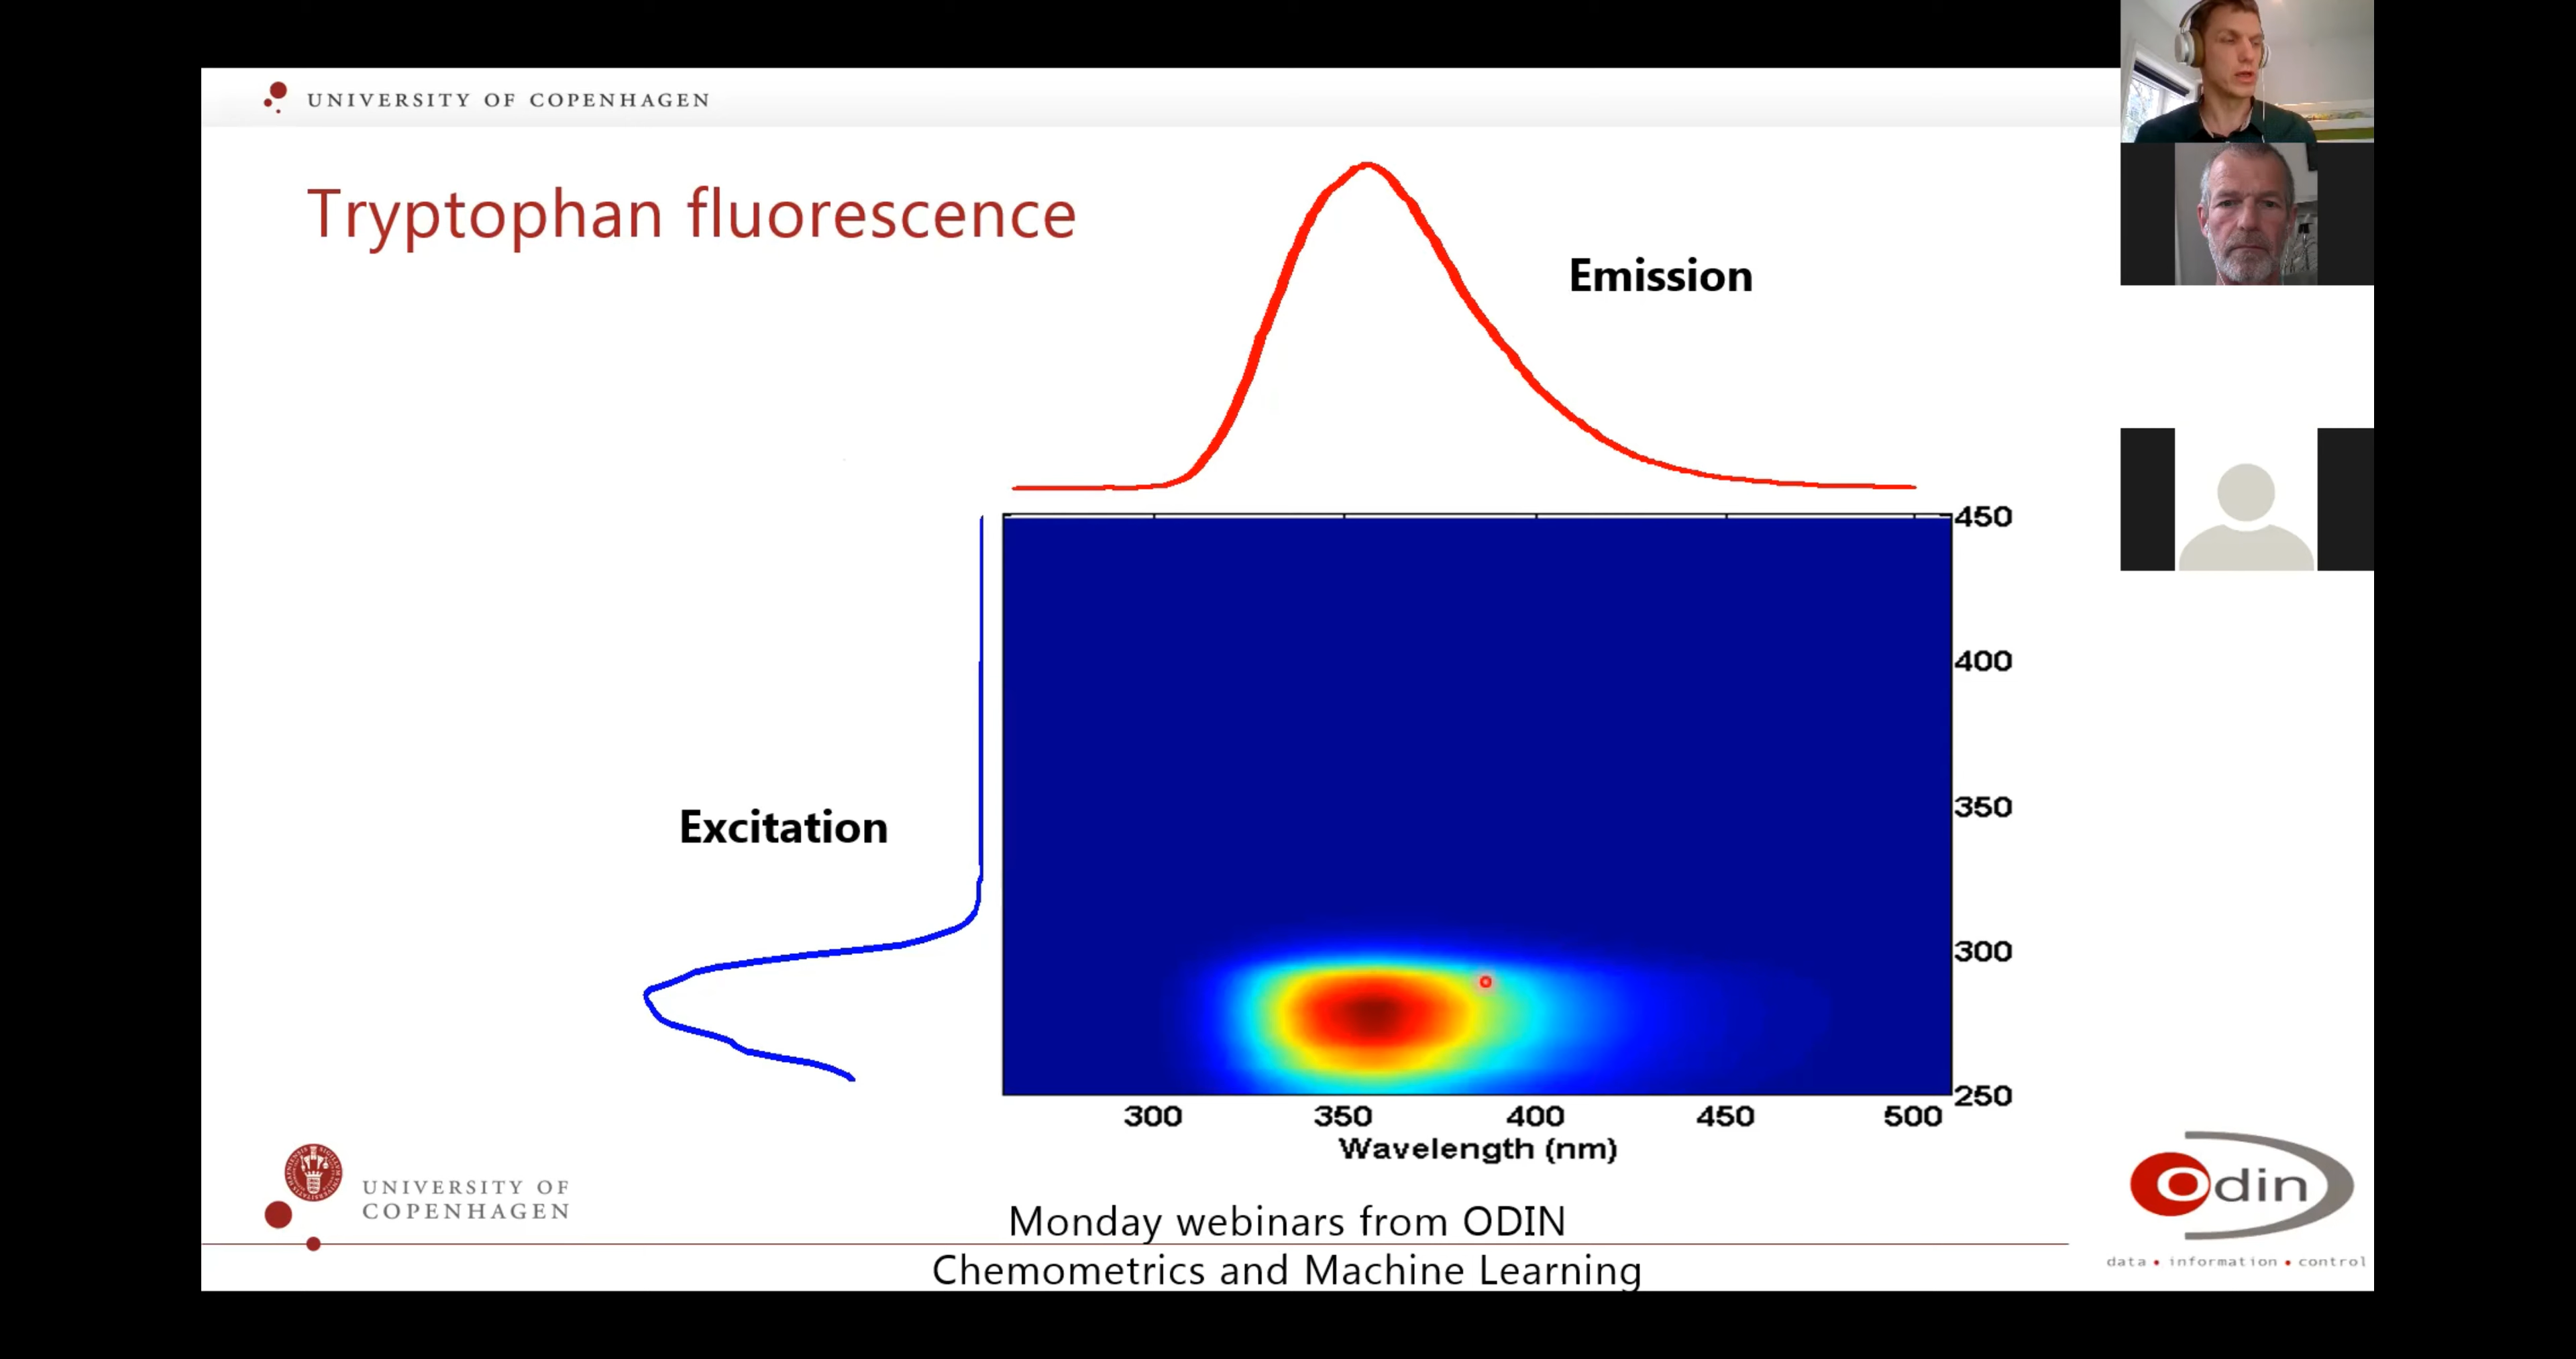 UNIVERSITY OF COPENHAGEN
Tryptophan fluorescence
Emission
Excitation
450
400
350
300
250
300 350 400 450 500
Wavelength (nm)
UNIVERSITY OF
COPENHAGEN
Monday webinars from ODIN
Chemometrics and Machine Learning
Odin
data • information • control